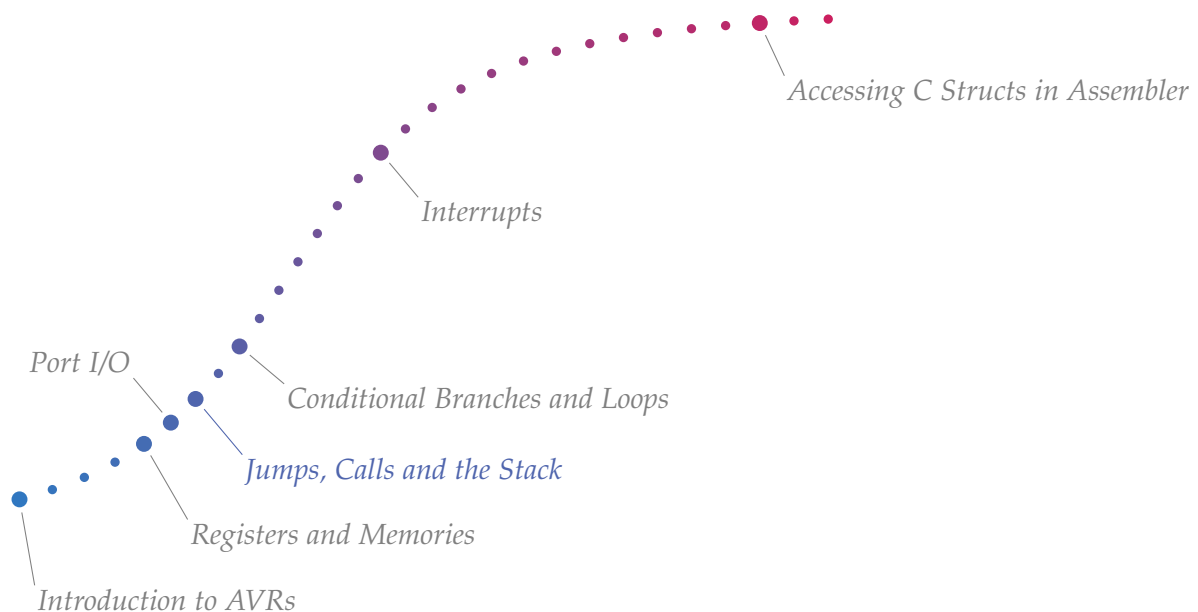 Accessing C Structs in Assembler
Interrupts
Port I/O
Conditional Branches and Loops
Jumps, Calls and the Stack
Registers and Memories
Introduction to AVRs